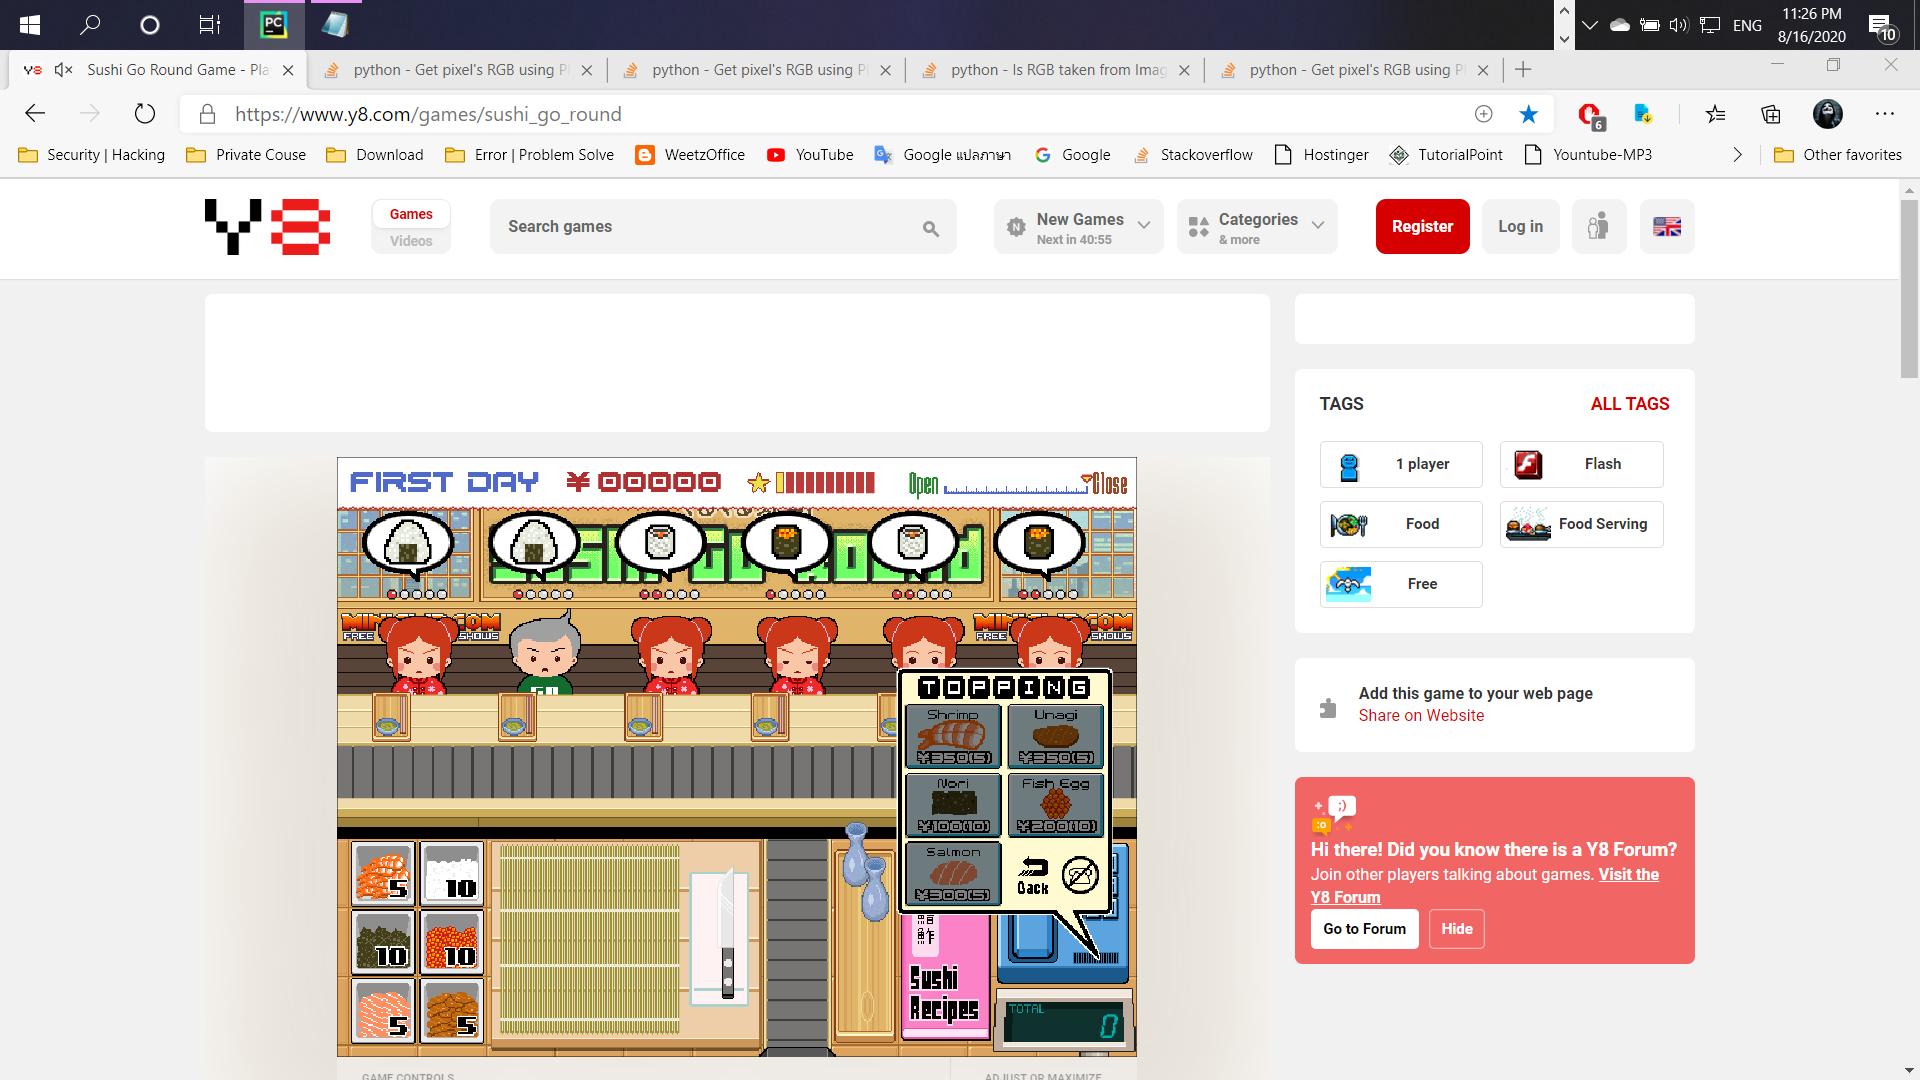 ENG
11:26 PM
8/16/2020
10
Sushi Go Round Game - Pla
python - Get pixel's RGB using P
python - Get pixel's RGB using P
python - Is RGB taken from Imag
python - Get pixel's RGB using P
https://www.y8.com/games/sushi_go_round
6
Security | Hacking
Private Couse
Download
Error | Problem Solve
WeetzOffice
YouTube
Google แปลภาษา
Google
Stackoverflow
Hostinger
TutorialPoint
Yountube-MP3
Other favorites
Y8
Games
Videos
Search games
New Games
Next in 40:55
Categories
& more
Register
Log in
TAGS
ALL TAGS
1 player
Flash
Food
Food Serving
Free
Add this game to your web page
Share on Website
Hi there! Did you know there is a Y8 Forum?
Join other players talking about games. Visit the
Y8 Forum
Go to Forum
Hide
FIRST DAY
¥ 00000
Open
Close
FREE
SHOWS
FREE
SHOWS
TOPPING
Shrimp
¥350(5)
Unagi
¥350(5)
Nori
¥100(10)
Fish Egg
¥200(10)
Salmon
¥300(5)
Back
5
10
10
10
5
5
Sushi
Recipes
TOTAL
0
GAME CONTROLS
ADJUST OR MAXIMIZE